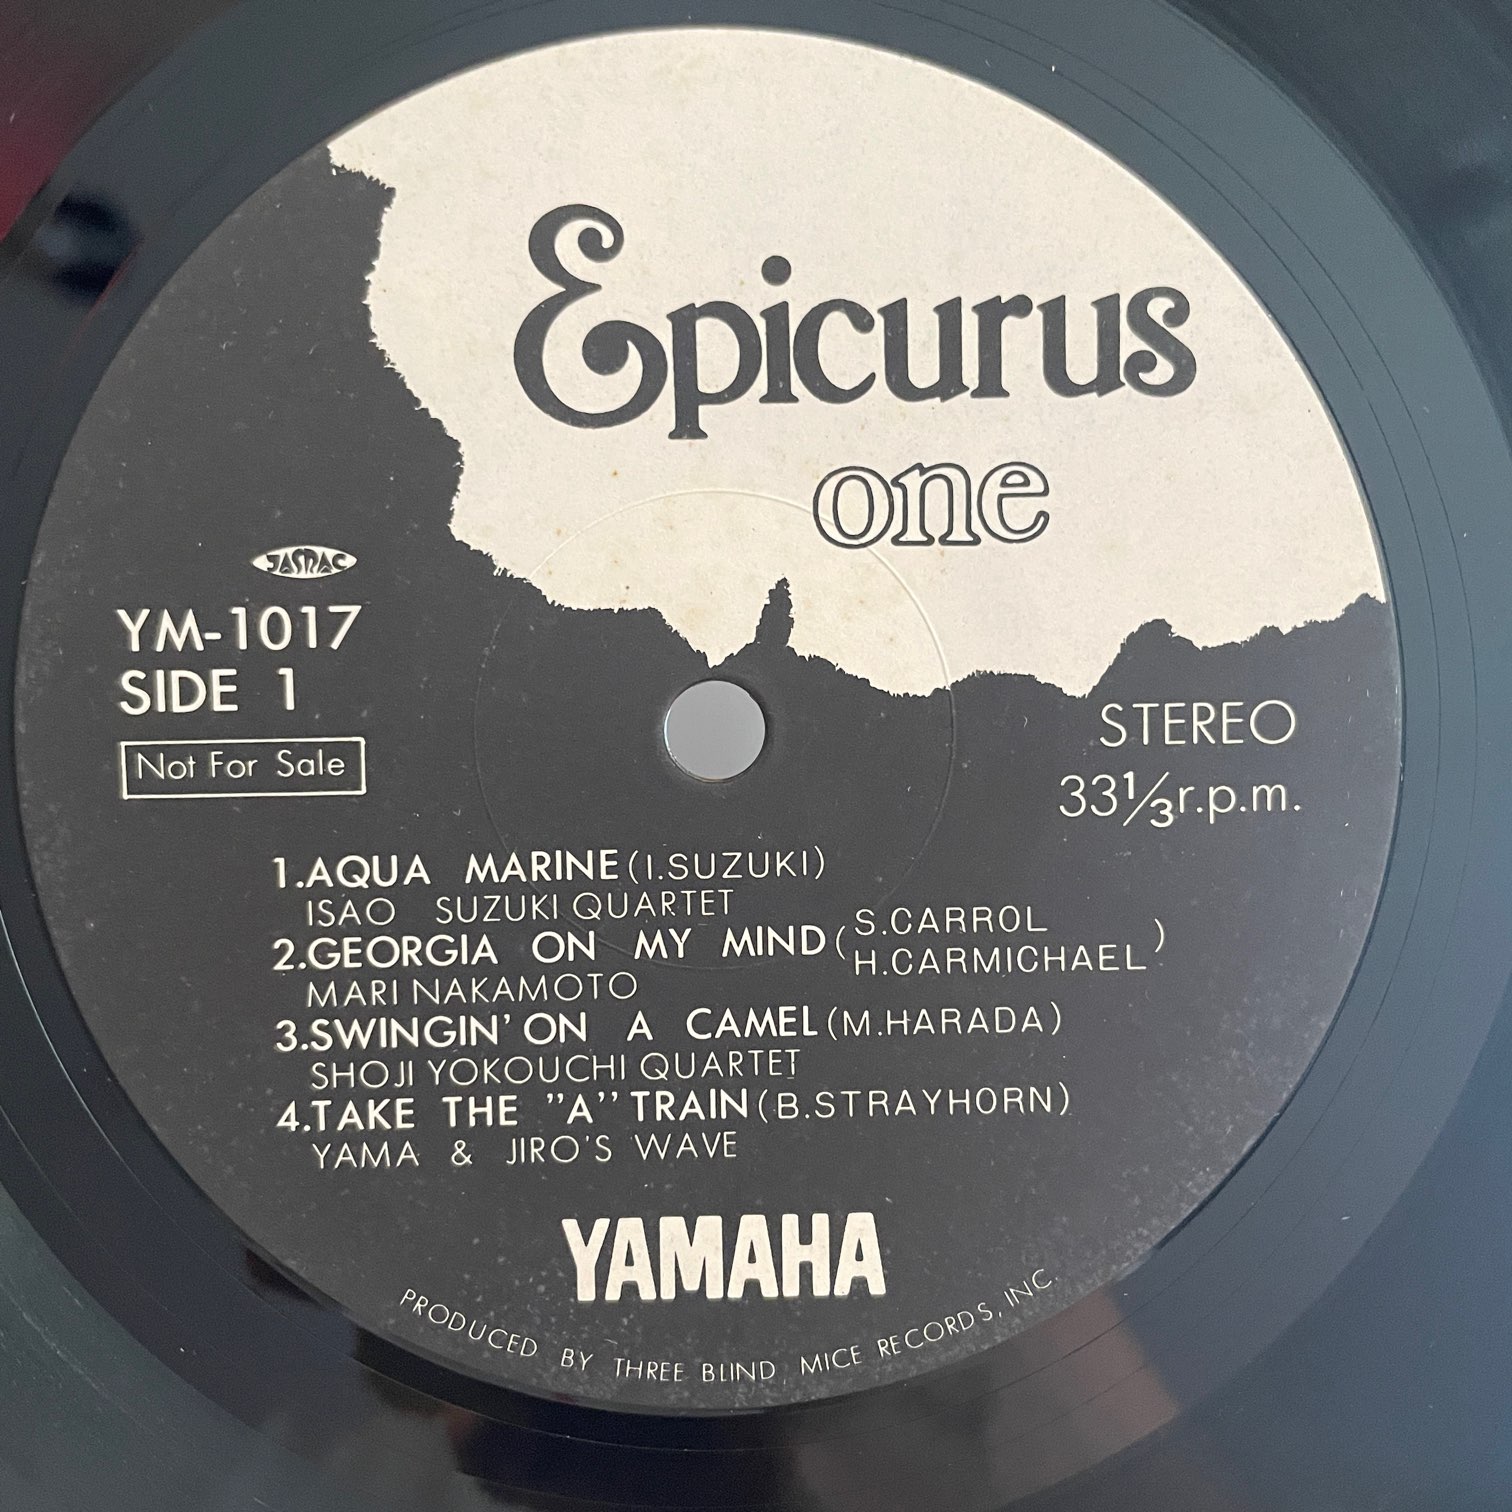 Epicurus
one
JASRAC
YM-1017
SIDE 1
Not For Sale
STEREO
33⅓r.p.m.
1.AQUA MARINE(I.SUZUKI)
ISAO SUZUKI QUARTET
2.GEORGIA ON MY MIND(S.CARROL
H.CARMICHAEL)
MARI NAKAMOTO
3.SWINGIN' ON A CAMEL(M.HARADA)
SHOJI YOKOUCHI QUARTET
4.TAKE THE "A" TRAIN(B.STRAYHORN)
YAMA & JIRO'S WAVE
YAMAHA
PRODUCED BY THREE BLIND MICE RECORDS, INC.